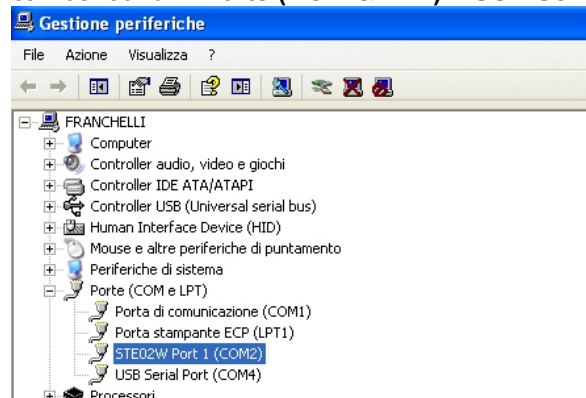 Gestione periferiche
File Azione Visualizza ?
FRANCHELLI
Computer
Controller audio, video e giochi
Controller IDE ATA/ATAPI
Controller USB (Universal serial bus)
Human Interface Device (HID)
Mouse e altre periferiche di puntamento
Periferiche di sistema
Porte (COM e LPT)
Porta di comunicazione (COM1)
Porta stampante ECP (LPT1)
STE02W Port 1 (COM2)
USB Serial Port (COM4)
Processori